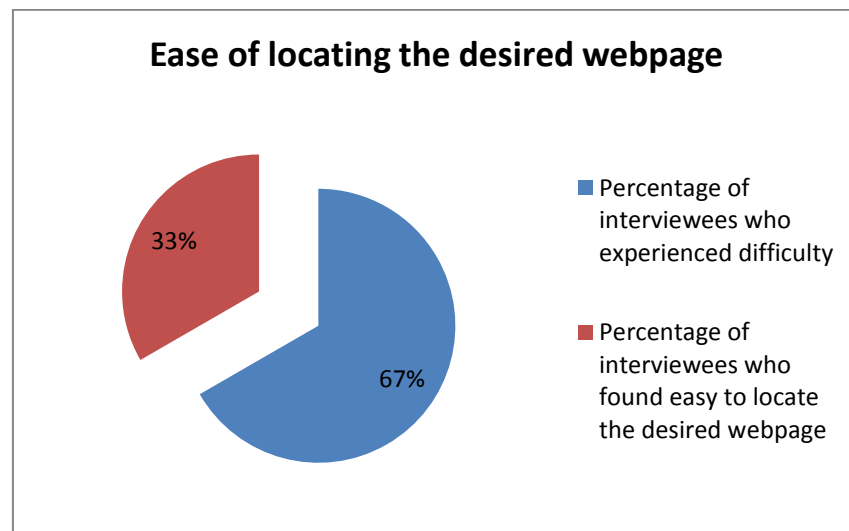 Ease of locating the desired webpage
33%
67%
Percentage of
interviewees who
experienced difficulty
Percentage of
interviewees who
found easy to locate
the desired webpage